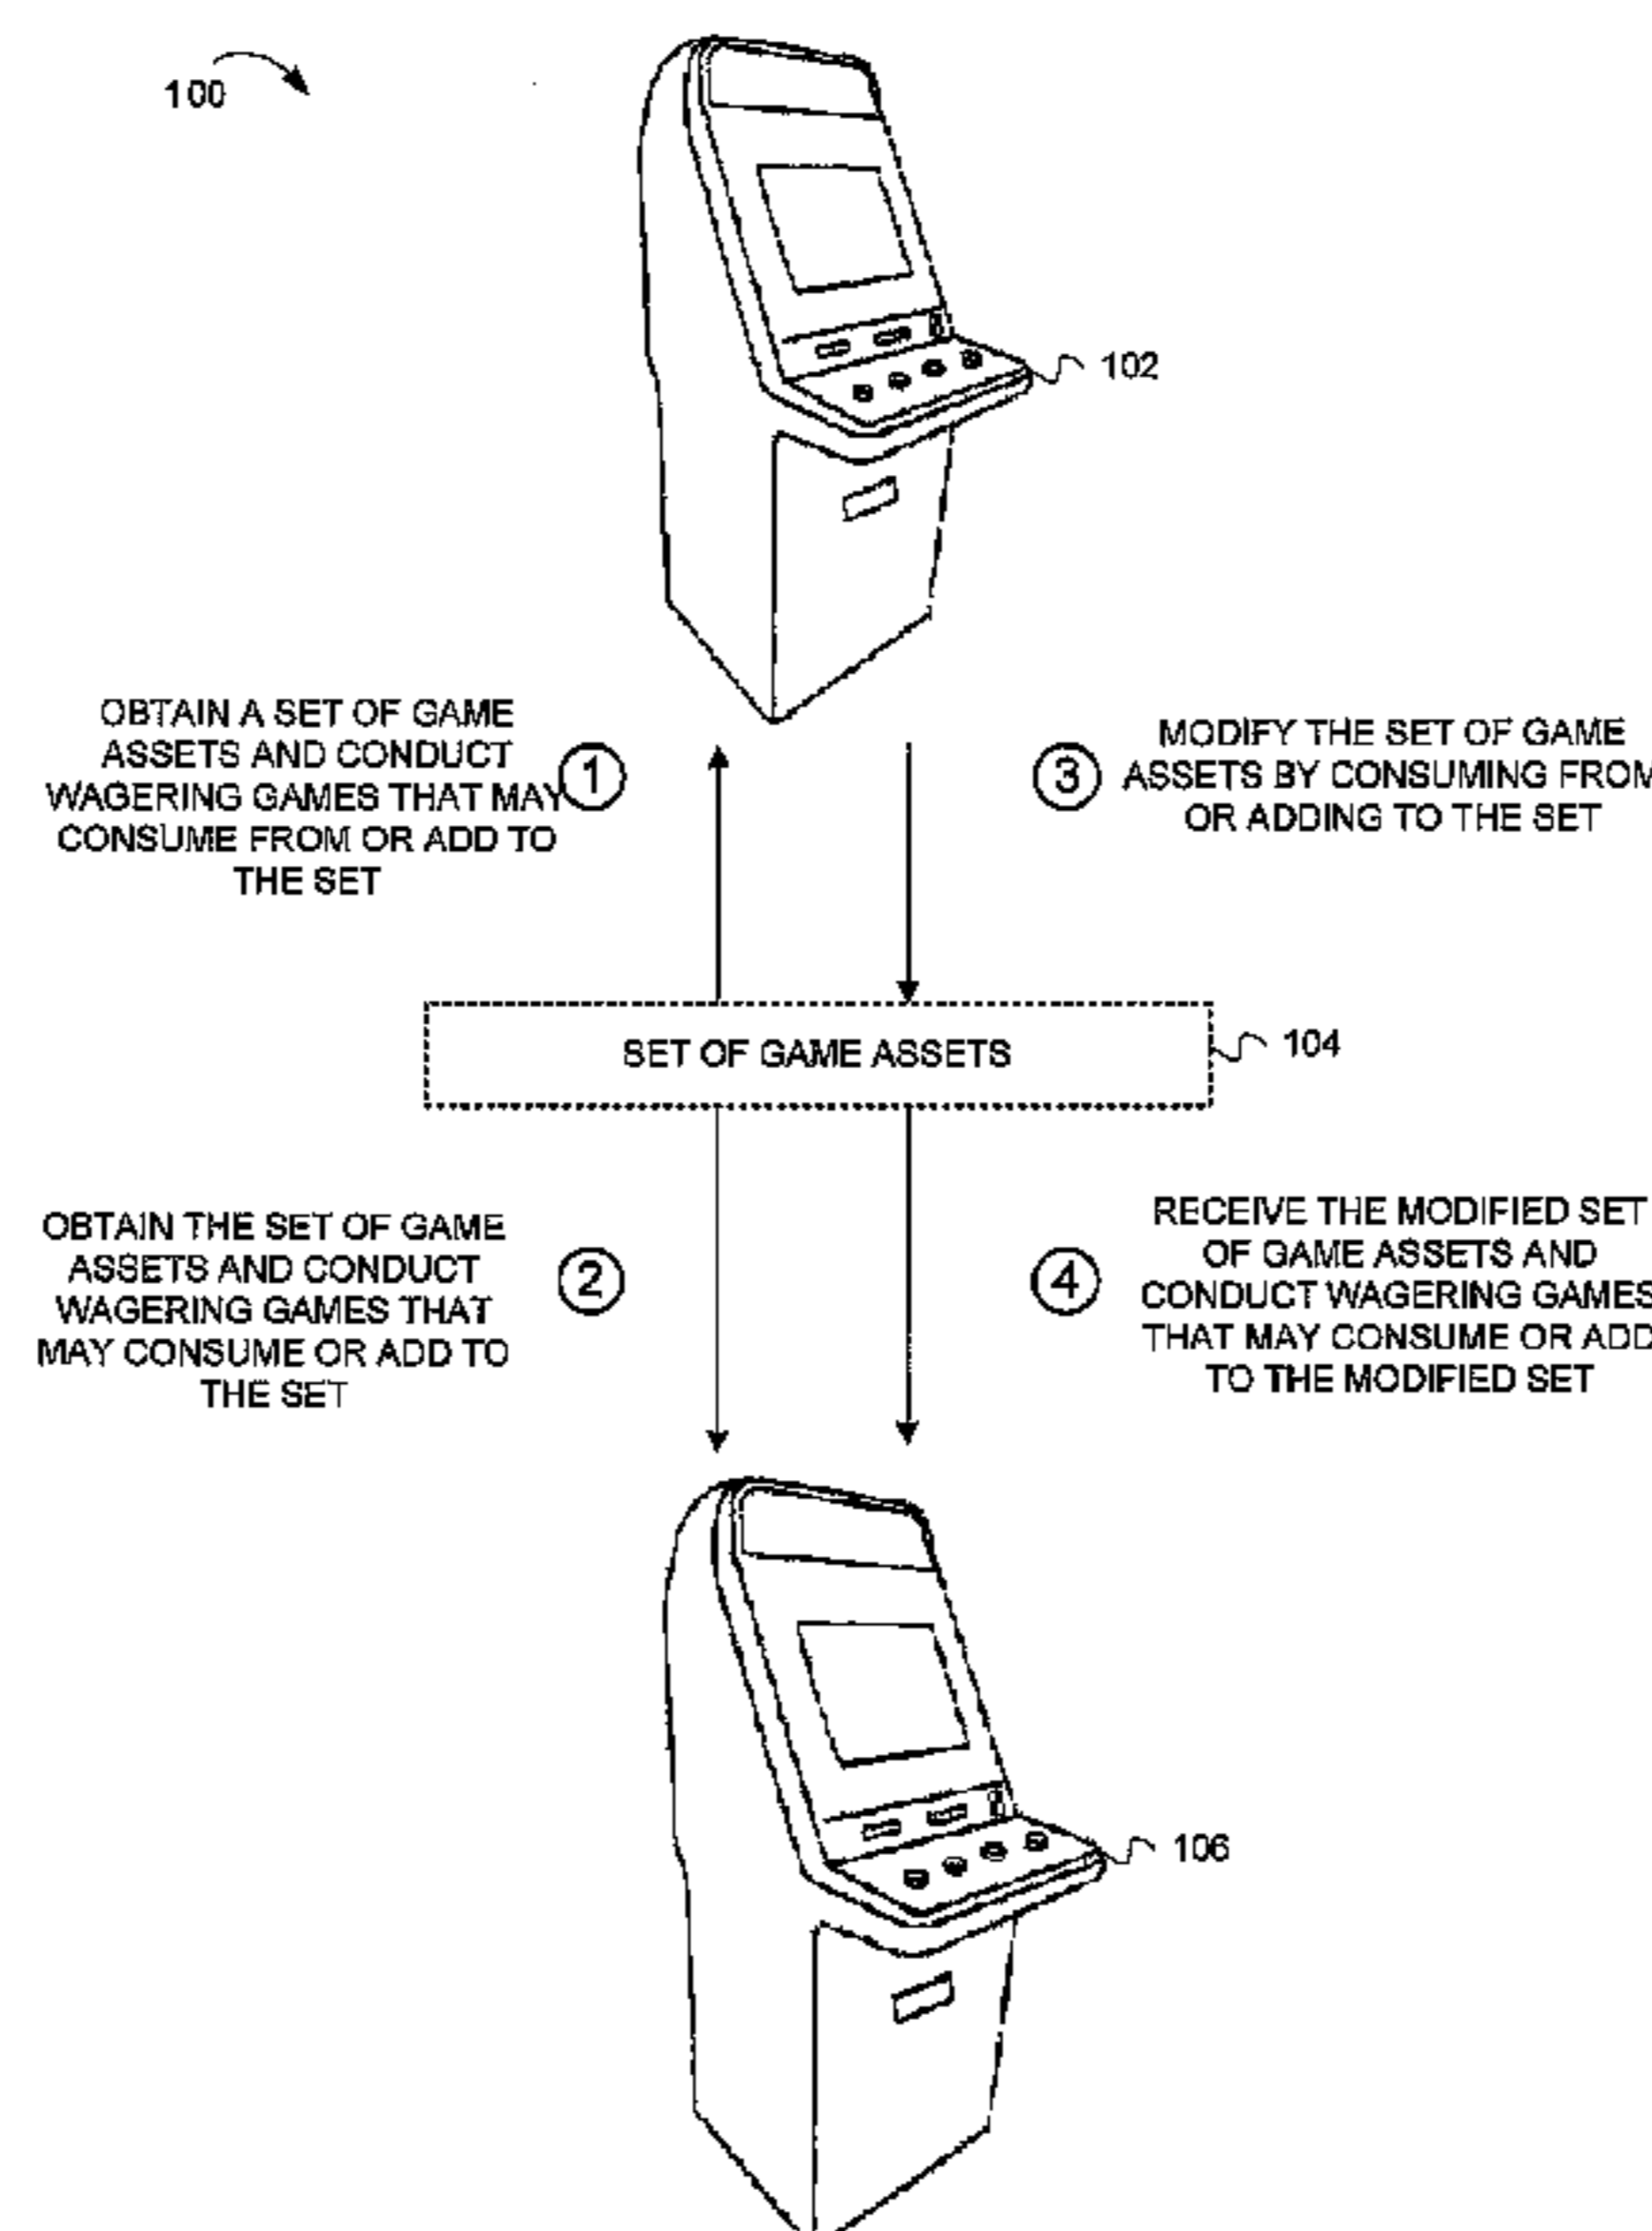 100
102
OBTAIN A SET OF GAME
ASSETS AND CONDUCT
WAGERING GAMES THAT MAY
CONSUME FROM OR ADD TO
THE SET
1
3
MODIFY THE SET OF GAME
ASSETS BY CONSUMING FROM
OR ADDING TO THE SET
SET OF GAME ASSETS
104
OBTAIN THE SET OF GAME
ASSETS AND CONDUCT
WAGERING GAMES THAT
MAY CONSUME OR ADD TO
THE SET
2
4
RECEIVE THE MODIFIED SET
OF GAME ASSETS AND
CONDUCT WAGERING GAMES
THAT MAY CONSUME OR ADD
TO THE MODIFIED SET
106